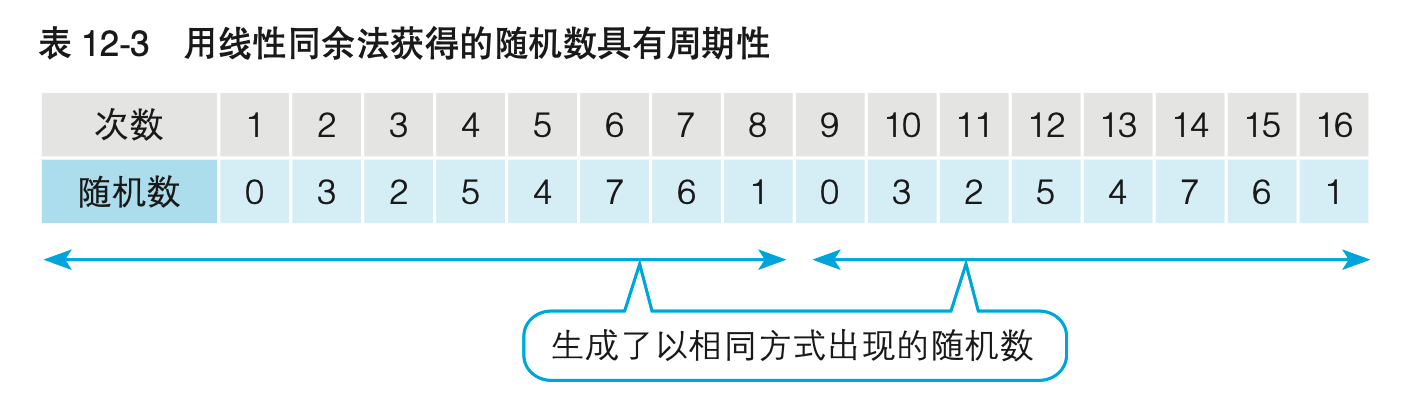 表 12-3 用线性同余法获得的随机数具有周期性
次数 1 2 3 4 5 6 7 8 9 10 11 12 13 14 15 16
随机数 0 3 2 5 4 7 6 1 0 3 2 5 4 7 6 1
生成了以相同方式出现的随机数